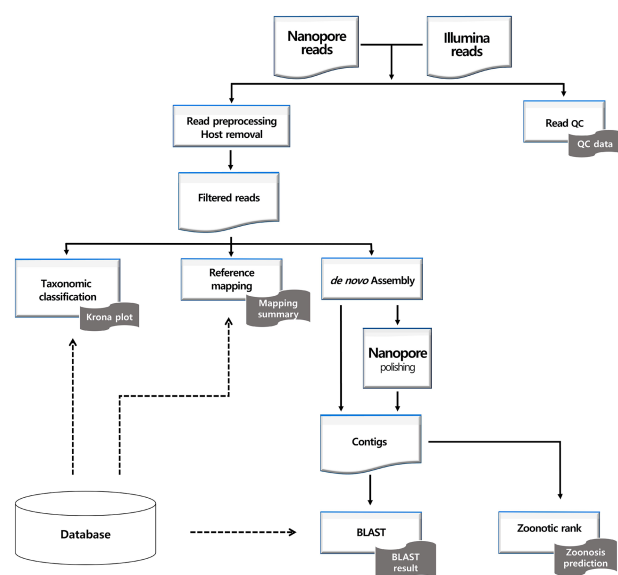 Nanopore
reads
Illumina
reads
Read preprocessing
Host removal
Read QC
QC data
Filtered reads
Taxonomic
classification
Krona plot
Reference
mapping
Mapping
summary
de novo Assembly
Nanopore
polishing
Contigs
Database
BLAST
BLAST
result
Zoonotic rank
Zoonosis
prediction